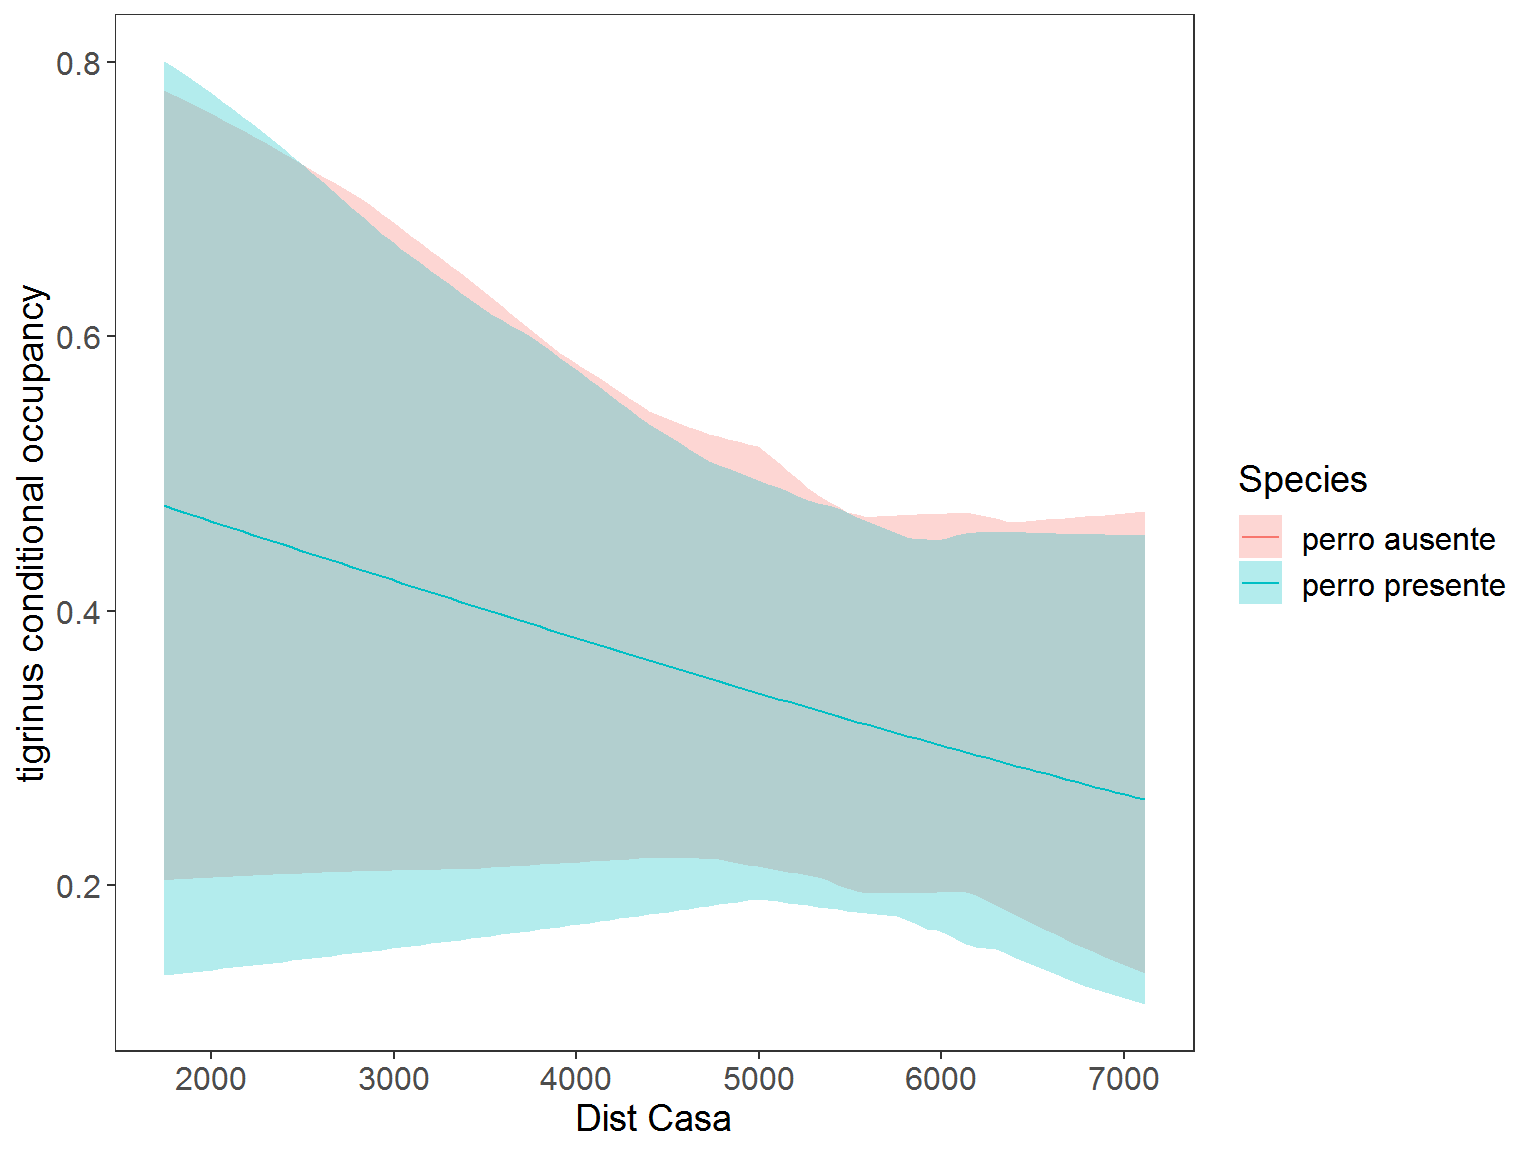 0.8
0.6
0.4
0.2
tigrinus conditional occupancy
2000 3000 4000 5000 6000 7000
Dist Casa
Species
perro ausente
perro presente